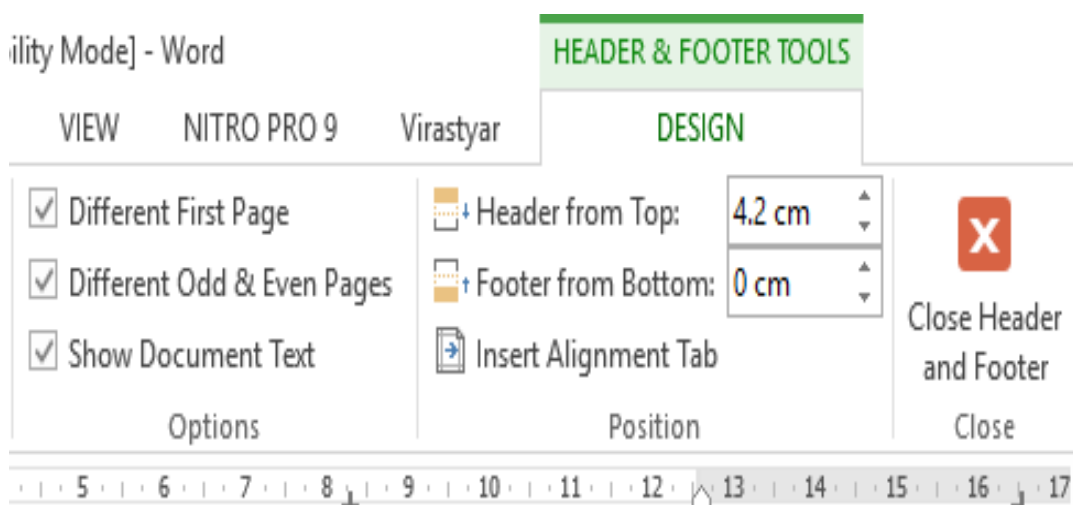 ility Mode] - Word
HEADER & FOOTER TOOLS
VIEW NITRO PRO 9 Virastyar DESIGN
Different First Page
Different Odd & Even Pages
Show Document Text
Options
Header from Top: 4.2 cm
Footer from Bottom: 0 cm
Insert Alignment Tab
Position
Close Header
and Footer
Close
5 6 7 8 9 10 11 12 13 14 15 16 17